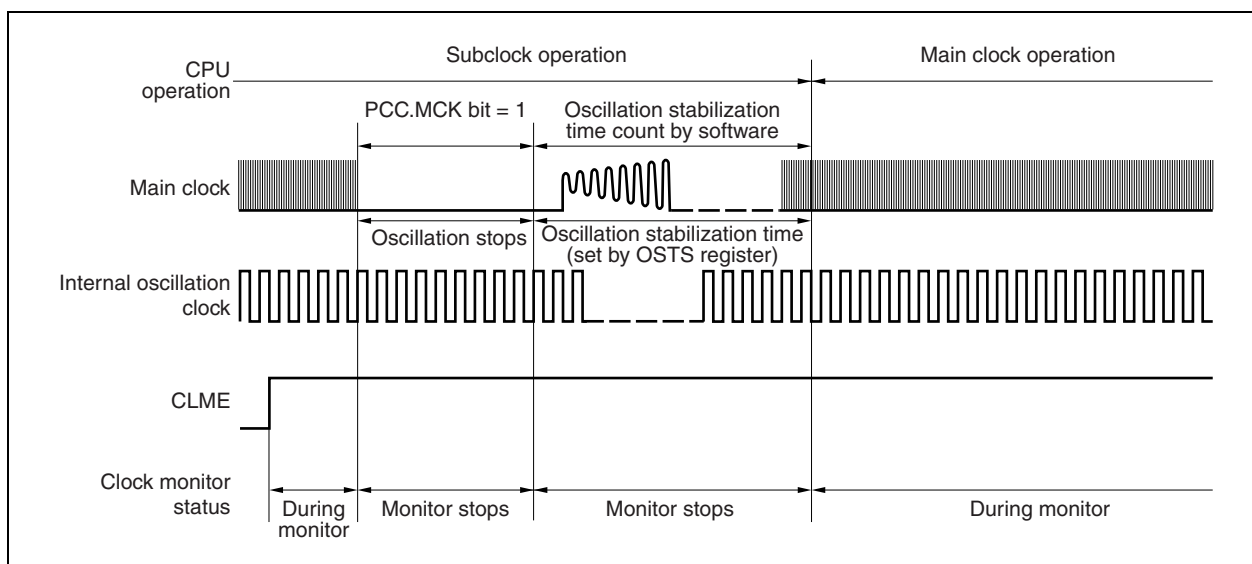 Subclock operation
Main clock operation
CPU
operation
PCC.MCK bit = 1
Oscillation stabilization
time count by software
Main clock
Oscillation stops
Oscillation stabilization time
(set by OSTS register)
Internal oscillation
clock
CLME
Clock monitor
status
During
monitor
Monitor stops
Monitor stops
During monitor